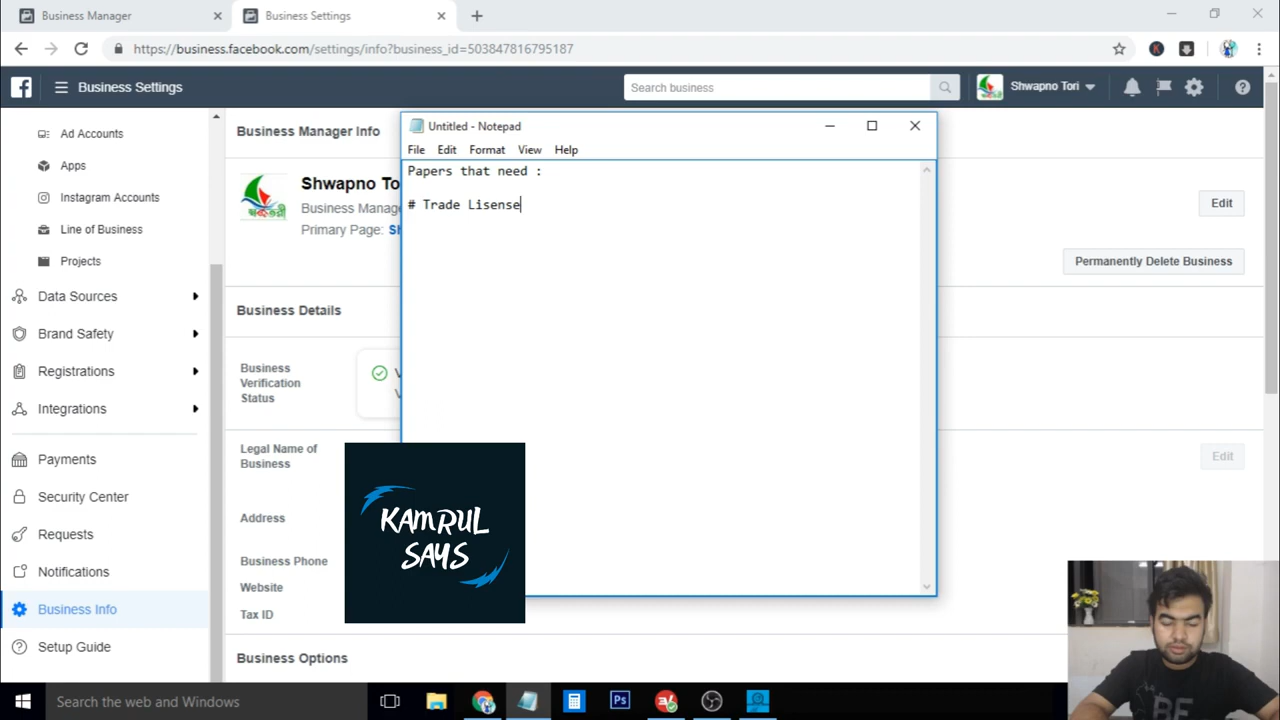 Business Manager
Business Settings
https://business.facebook.com/settings/info?business_id=503847816795187
Business Settings
Search business
Shwapno Tori
Ad Accounts
Apps
Instagram Accounts
Line of Business
Projects
Data Sources
Brand Safety
Registrations
Integrations
Payments
Security Center
Requests
Notifications
Business Info
Setup Guide
Business Manager Info
Shwapno To
Business Manage
Primary Page: Sh
Edit
Permanently Delete Business
Business Details
Business
Verification
Status
Legal Name of
Business
Edit
Address
Business Phone
Website
Tax ID
Business Options
Untitled - Notepad
File Edit Format View Help
Papers that need :
# Trade Lisense
KAMRUL
SAYS
BE
Search the web and Windows
Ps